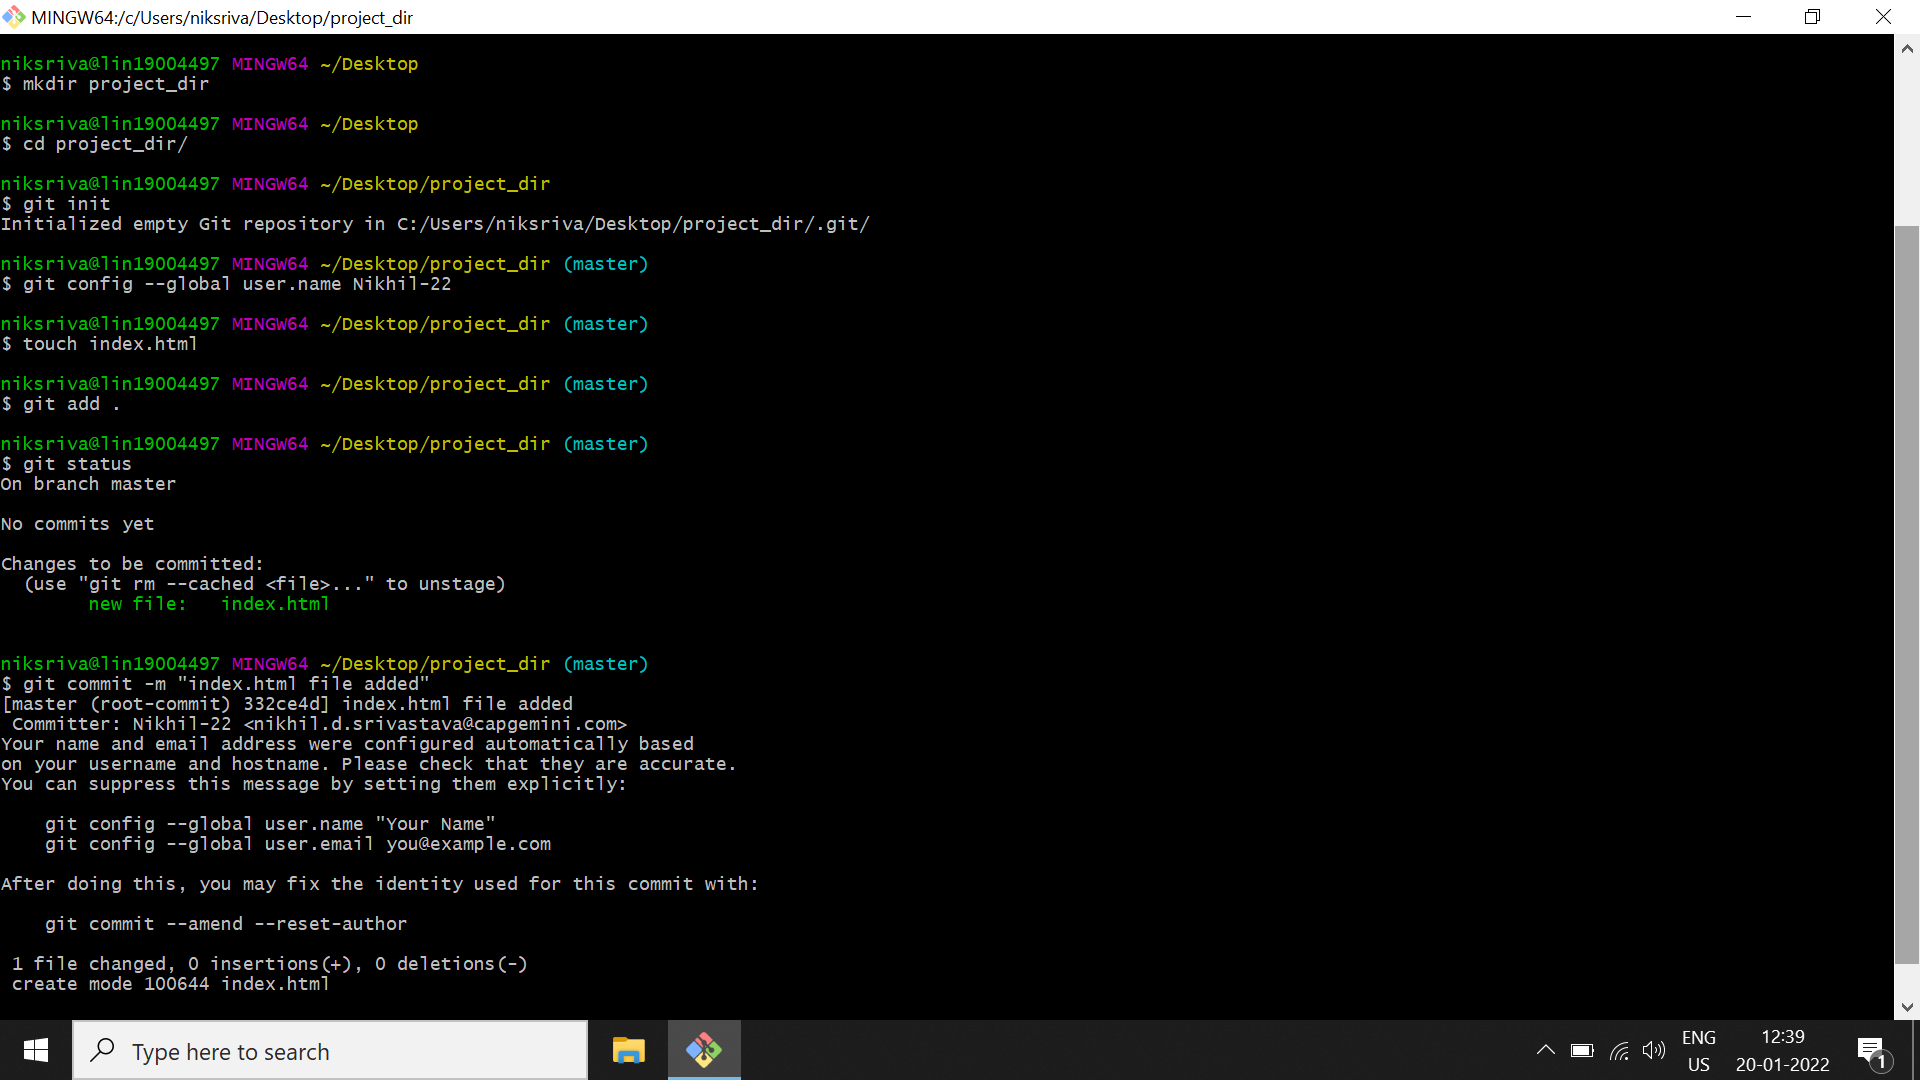 MINGW64:/c/Users/niksriva/Desktop/project_dir
niksriva@lin19004497 MINGW64 ~/Desktop
$ mkdir project_dir
niksriva@lin19004497 MINGW64 ~/Desktop
$ cd project_dir/
niksriva@lin19004497 MINGW64 ~/Desktop/project_dir
$ git init
Initialized empty Git repository in C:/Users/niksriva/Desktop/project_dir/.git/
niksriva@lin19004497 MINGW64 ~/Desktop/project_dir (master)
$ git config --global user.name Nikhil-22
niksriva@lin19004497 MINGW64 ~/Desktop/project_dir (master)
$ touch index.html
niksriva@lin19004497 MINGW64 ~/Desktop/project_dir (master)
$ git add .
niksriva@lin19004497 MINGW64 ~/Desktop/project_dir (master)
$ git status
On branch master
No commits yet
Changes to be committed:
  (use "git rm --cached <file>..." to unstage)
        new file:   index.html
niksriva@lin19004497 MINGW64 ~/Desktop/project_dir (master)
$ git commit -m "index.html file added"
[master (root-commit) 332ce4d] index.html file added
 Committer: Nikhil-22 <nikhil.d.srivastava@capgemini.com>
Your name and email address were configured automatically based
on your username and hostname. Please check that they are accurate.
You can suppress this message by setting them explicitly:
    git config --global user.name "Your Name"
    git config --global user.email you@example.com
After doing this, you may fix the identity used for this commit with:
    git commit --amend --reset-author
 1 file changed, 0 insertions(+), 0 deletions(-)
 create mode 100644 index.html
Type here to search
ENG
US
12:39
20-01-2022
1